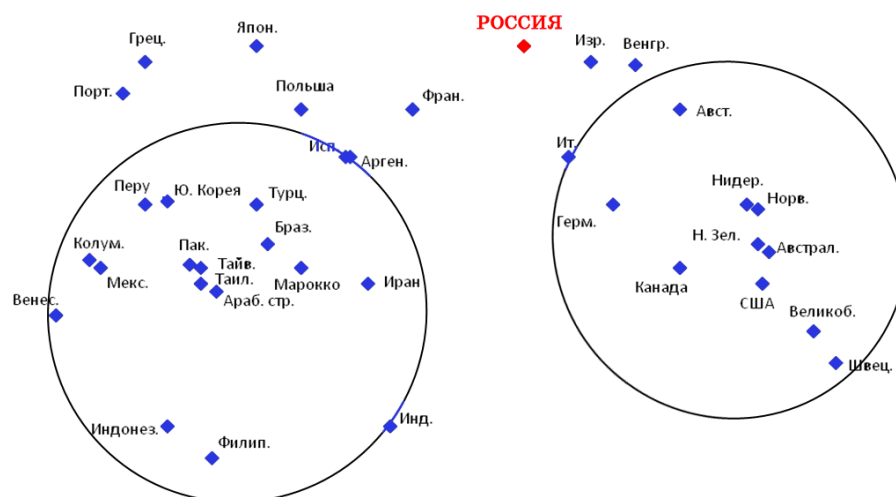 РОССИЯ
Япон.
Грец.
Изр.
Венгр.
Порт.
Польша
Фран.
Авст.
Исп
Арген.
Ит.
Перу
Ю. Корея
Турц.
Нидер.
Норв.
Герм.
Браз.
Колум.
Пак.
Тайв.
Н. Зел.
Австрал.
Мекс.
Таил.
Марокко
Иран
Канада
Араб. стр.
США
Венес.
Великоб.
Швец.
Индонез.
Филип.
Инд.